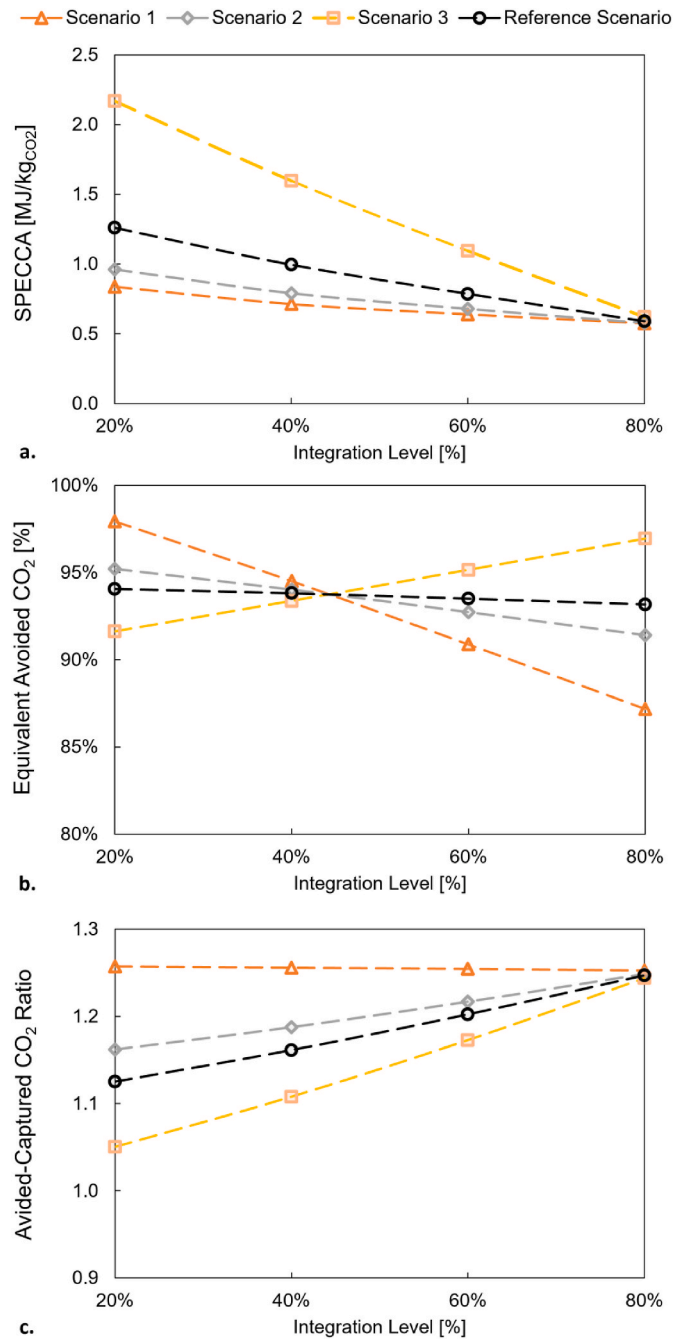 Scenario 1 Scenario 2 Scenario 3 Reference Scenario
2.5
2.0
1.5
1.0
0.5
0.0
SPECCA [MJ/kgCO2]
20% 40% 60% 80%
Integration Level [%]
a.
100%
95%
90%
85%
80%
Equivalent Avoided CO2 [%]
20% 40% 60% 80%
Integration Level [%]
b.
1.3
1.2
1.1
1.0
0.9
Avided-Captured CO2 Ratio
20% 40% 60% 80%
Integration Level [%]
c.